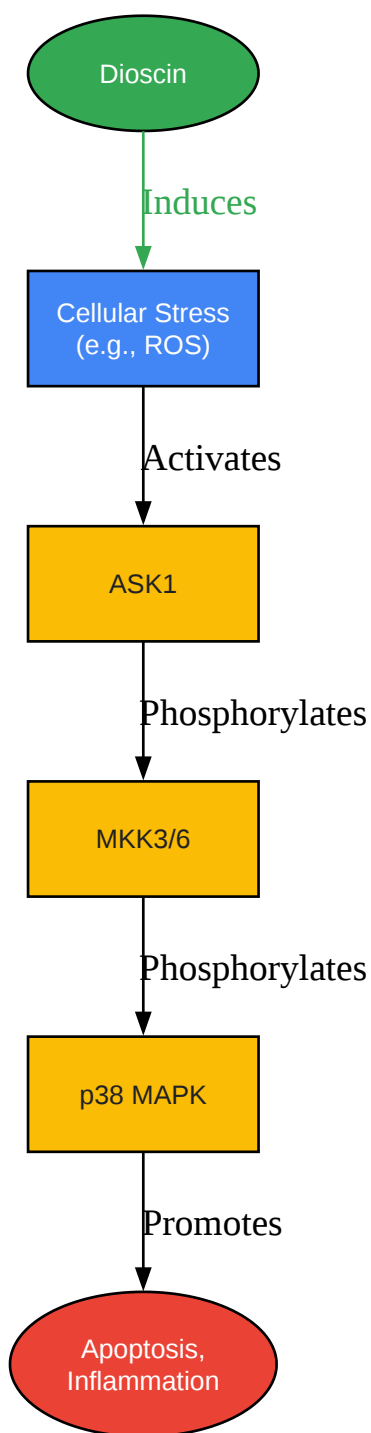 Dioscin
Induces
Cellular Stress
(e.g., ROS)
Activates
ASK1
Phosphorylates
MKK3/6
Phosphorylates
p38 MAPK
Promotes
Apoptosis,
Inflammation